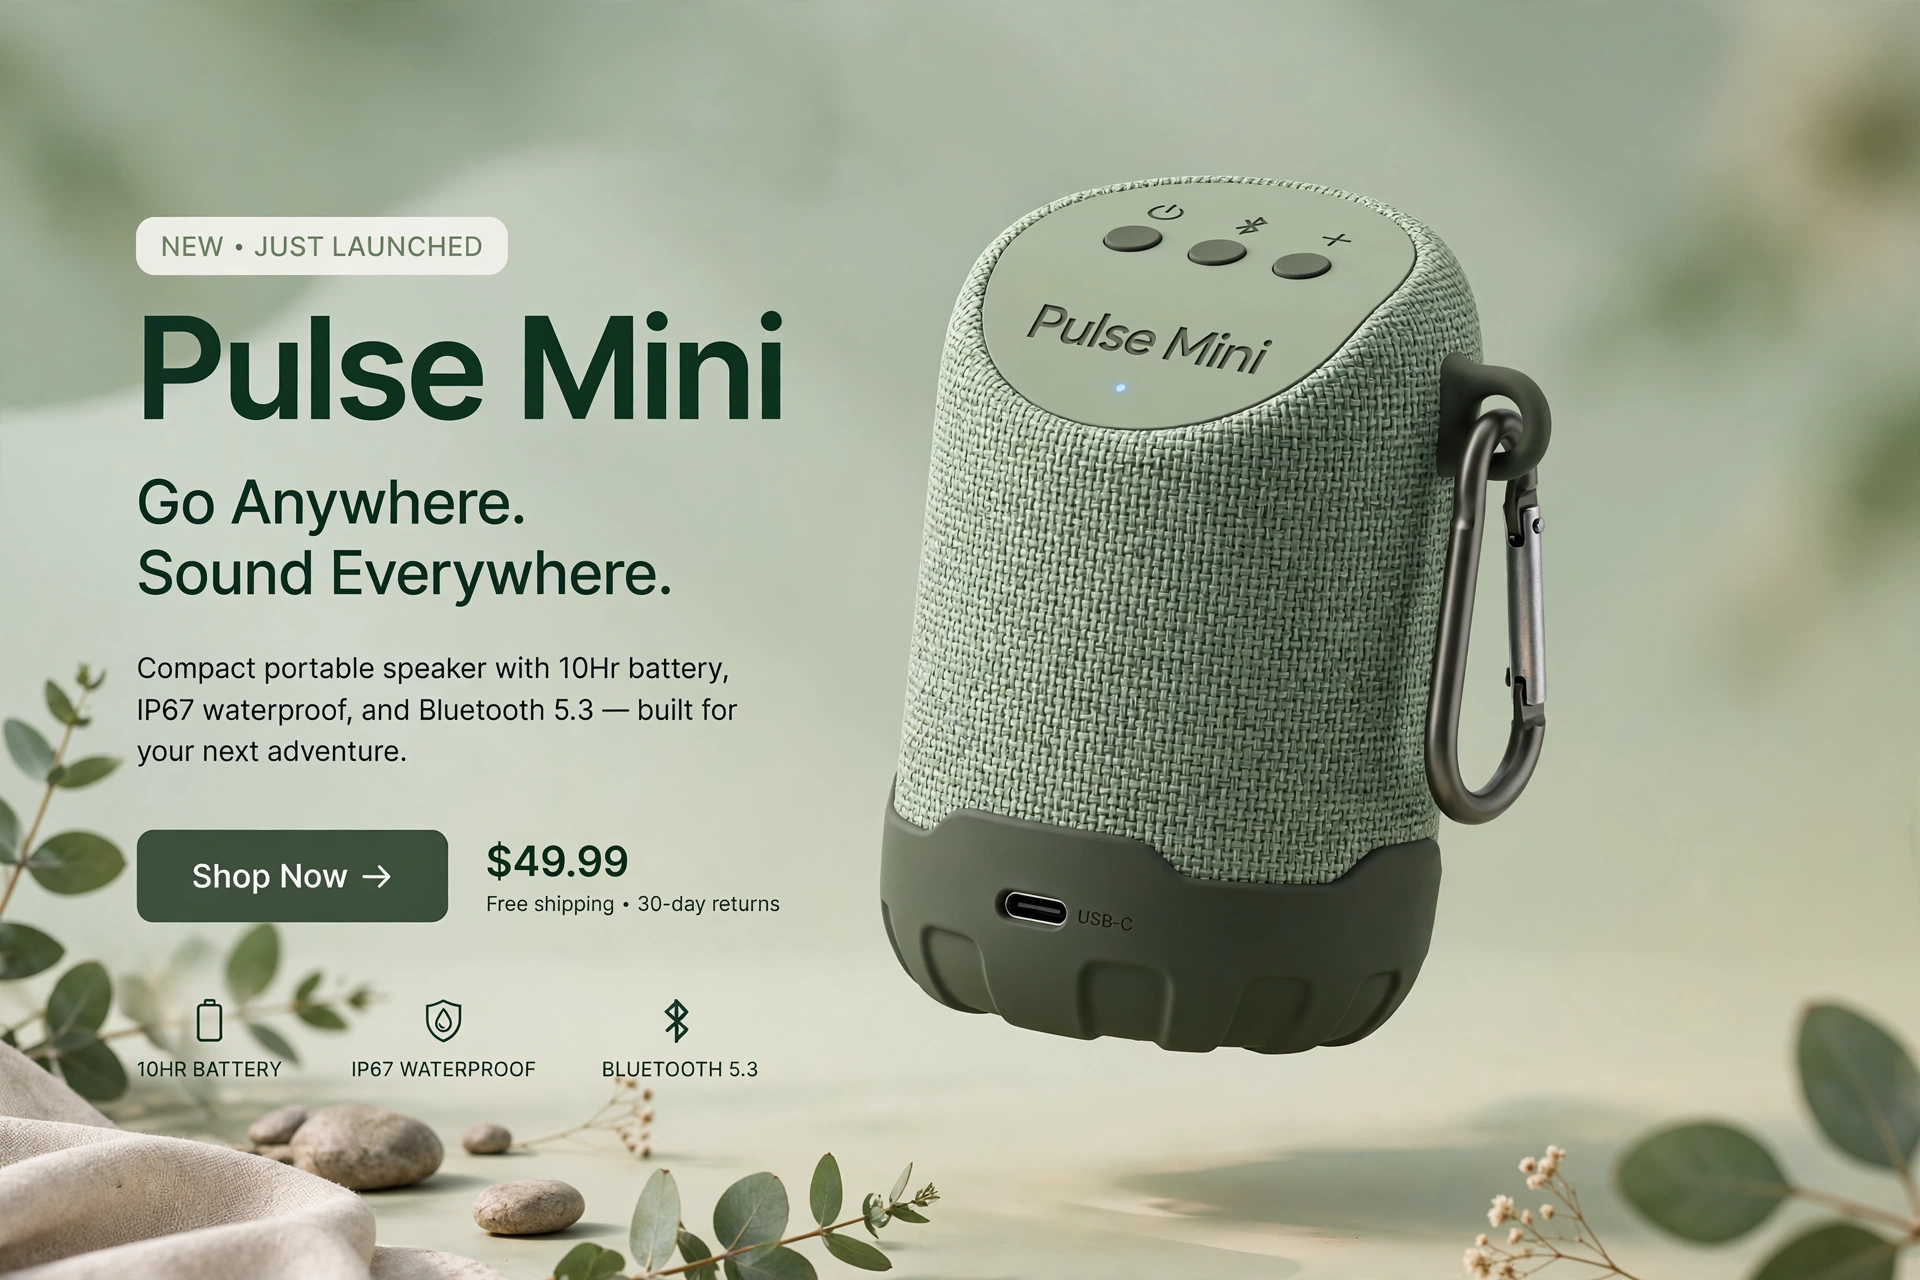 NEW • JUST LAUNCHED
Pulse Mini
Go Anywhere.
Sound Everywhere.
Compact portable speaker with 10Hr battery,
IP67 waterproof, and Bluetooth 5.3 — built for
your next adventure.
Shop Now →
$49.99
Free shipping • 30-day returns
10HR BATTERY
IP67 WATERPROOF
BLUETOOTH 5.3
Pulse Mini
USB-C